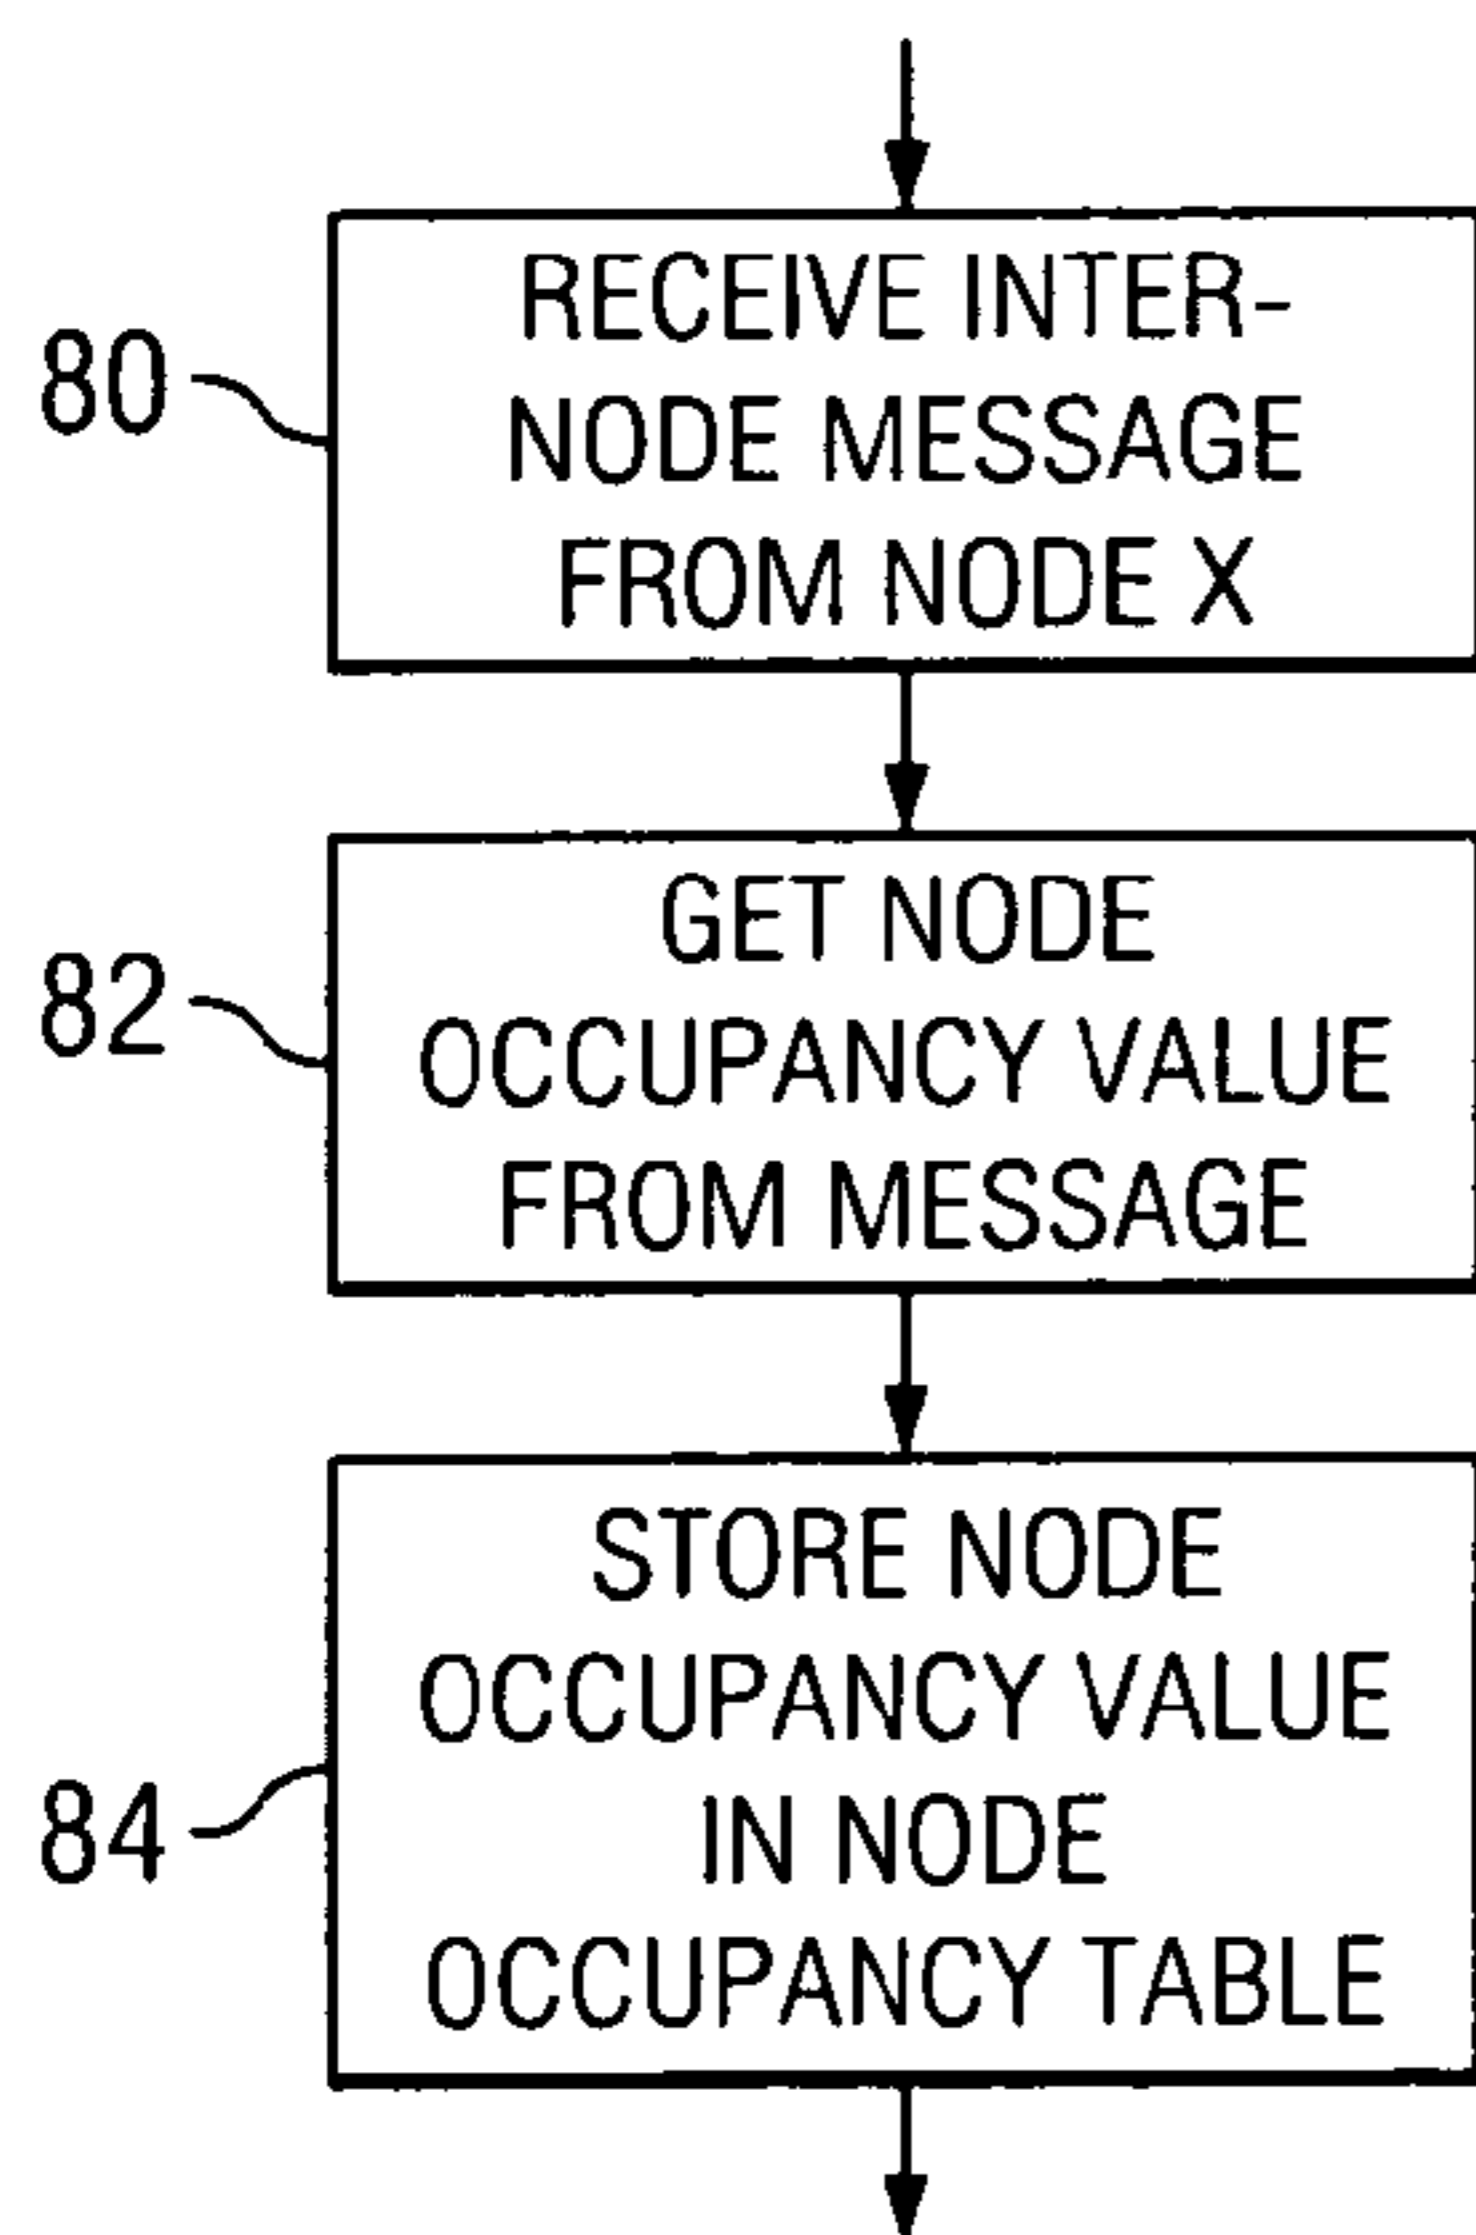 RECEIVE INTER-
80
NODE MESSAGE
FROM NODE X
GET NODE
82
OCCUPANCY VALUE
FROM MESSAGE
STORE NODE
OCCUPANCY VALUE
84
IN NODE
OCCUPANCY TABLE